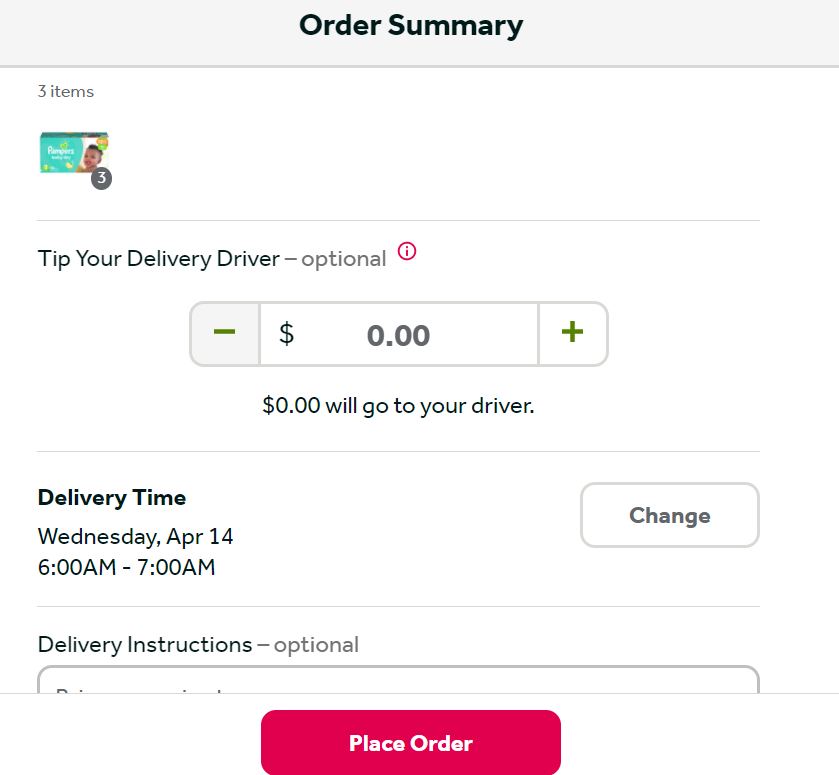 Order Summary
3 items
Pampers
3
Tip Your Delivery Driver – optional
$ 0.00
$0.00 will go to your driver.
Delivery Time
Wednesday, Apr 14
6:00AM - 7:00AM
Change
Delivery Instructions – optional
Place Order